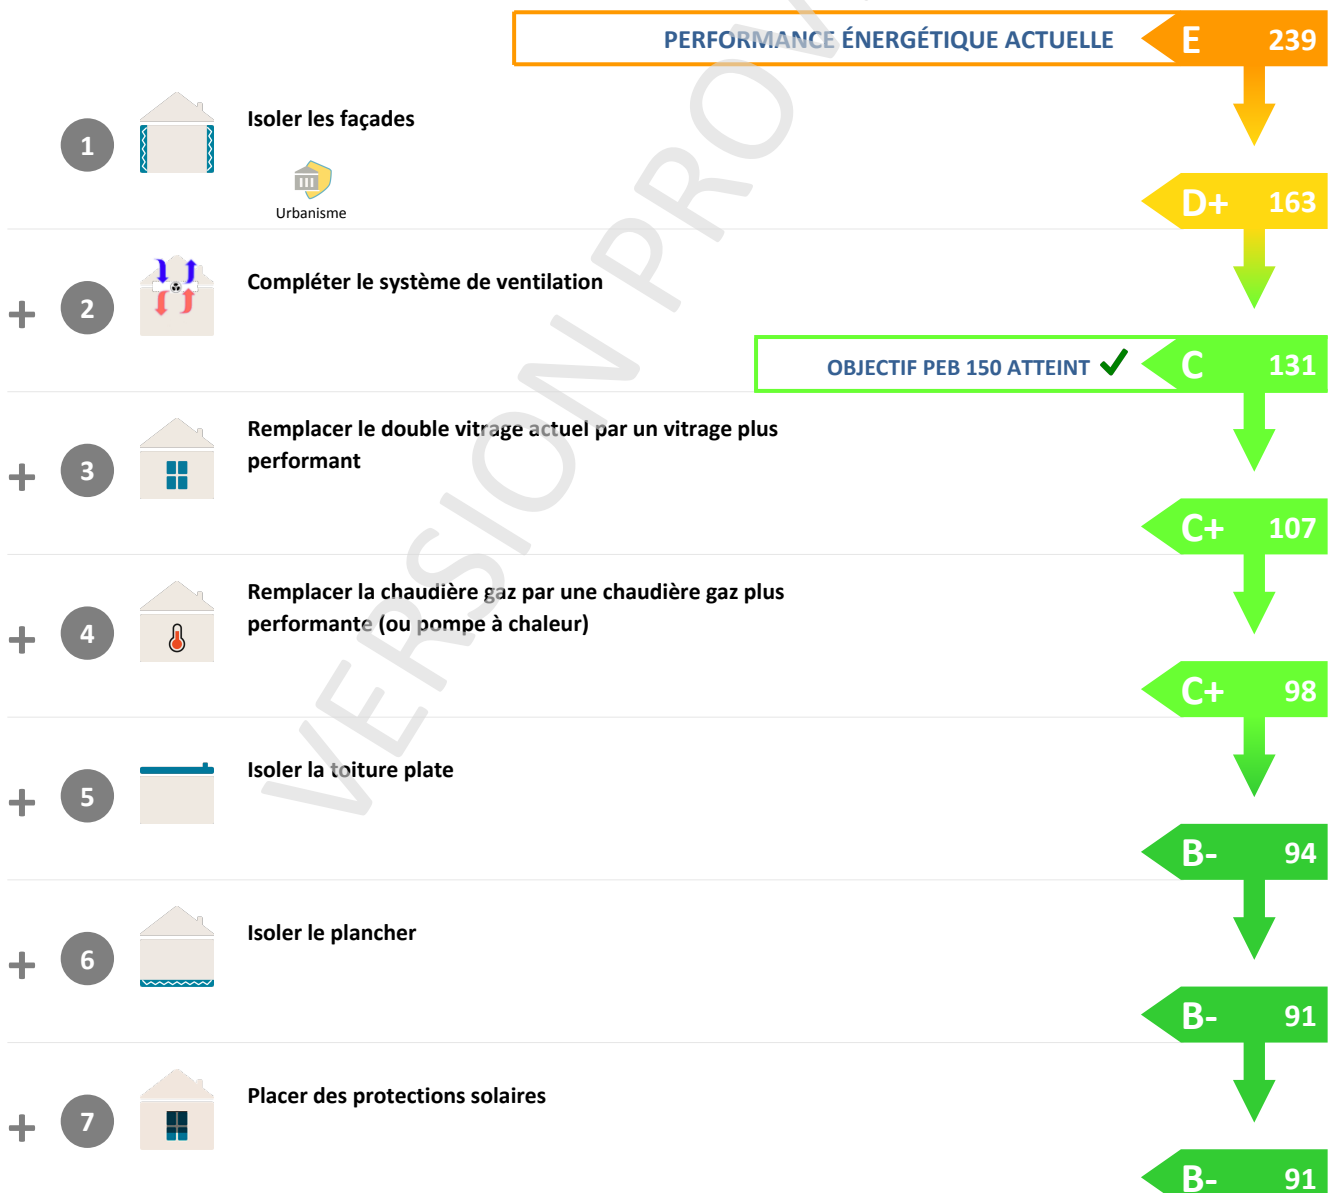 PERFORMANCE ÉNERGÉTIQUE ACTUELLE E 239
1 Isoler les façades
Urbanisme
D+ 163
+ 2 Compléter le système de ventilation
OBJECTIF PEB 150 ATTEINT C 131
Remplacer le double vitrage actuel par un vitrage plus
+ 3 performant
C+ 107
Remplacer la chaudière gaz par une chaudière gaz plus
+ 4 performante (ou pompe à chaleur)
C+ 98
+ 5 Isoler la toiture plate
B- 94
+ 6 Isoler le plancher
B- 91
+ 7 Placer des protections solaires
B- 91
VERSION PROV